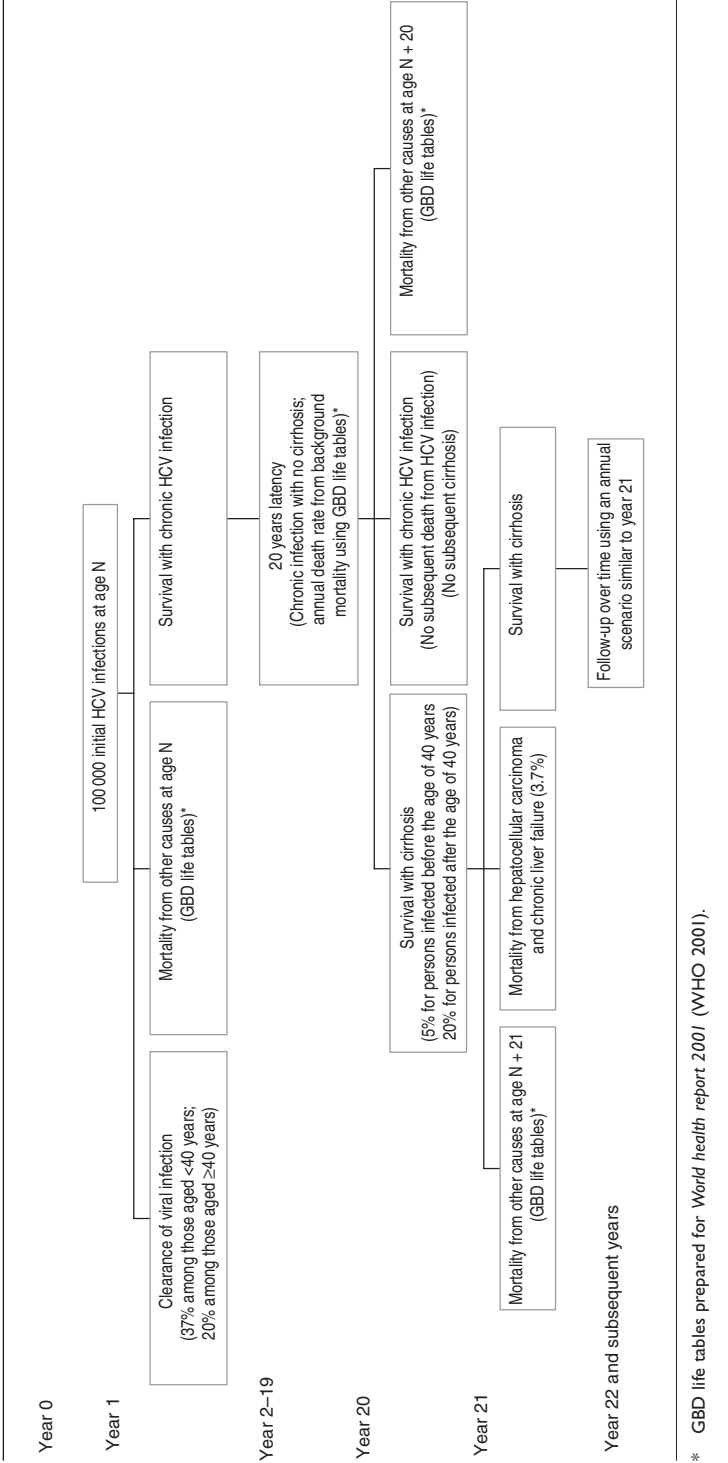 Year 0
100 000 initial HCV infections at age N
Year 1
Clearance of viral infection
(37% among those aged <40 years;
20% among those aged ≥40 years)
Mortality from other causes at age N
(GBD life tables)*
Survival with chronic HCV infection
Year 2–19
20 years latency
(Chronic infection with no cirrhosis;
annual death rate from background
mortality using GBD life tables)*
Year 20
Survival with cirrhosis
(5% for persons infected before the age of 40 years
20% for persons infected after the age of 40 years)
Survival with chronic HCV infection
(No subsequent death from HCV infection)
(No subsequent cirrhosis)
Mortality from other causes at age N + 20
(GBD life tables)*
Year 21
Mortality from other causes at age N + 21
(GBD life tables)*
Mortality from hepatocellular carcinoma
and chronic liver failure (3.7%)
Survival with cirrhosis
Year 22 and subsequent years
Follow-up over time using an annual
scenario similar to year 21
* GBD life tables prepared for World health report 2001 (WHO 2001).